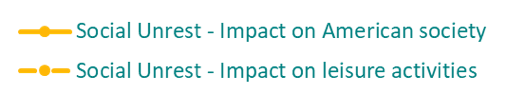 Social Unrest - Impact on American society
Social Unrest - Impact on leisure activities